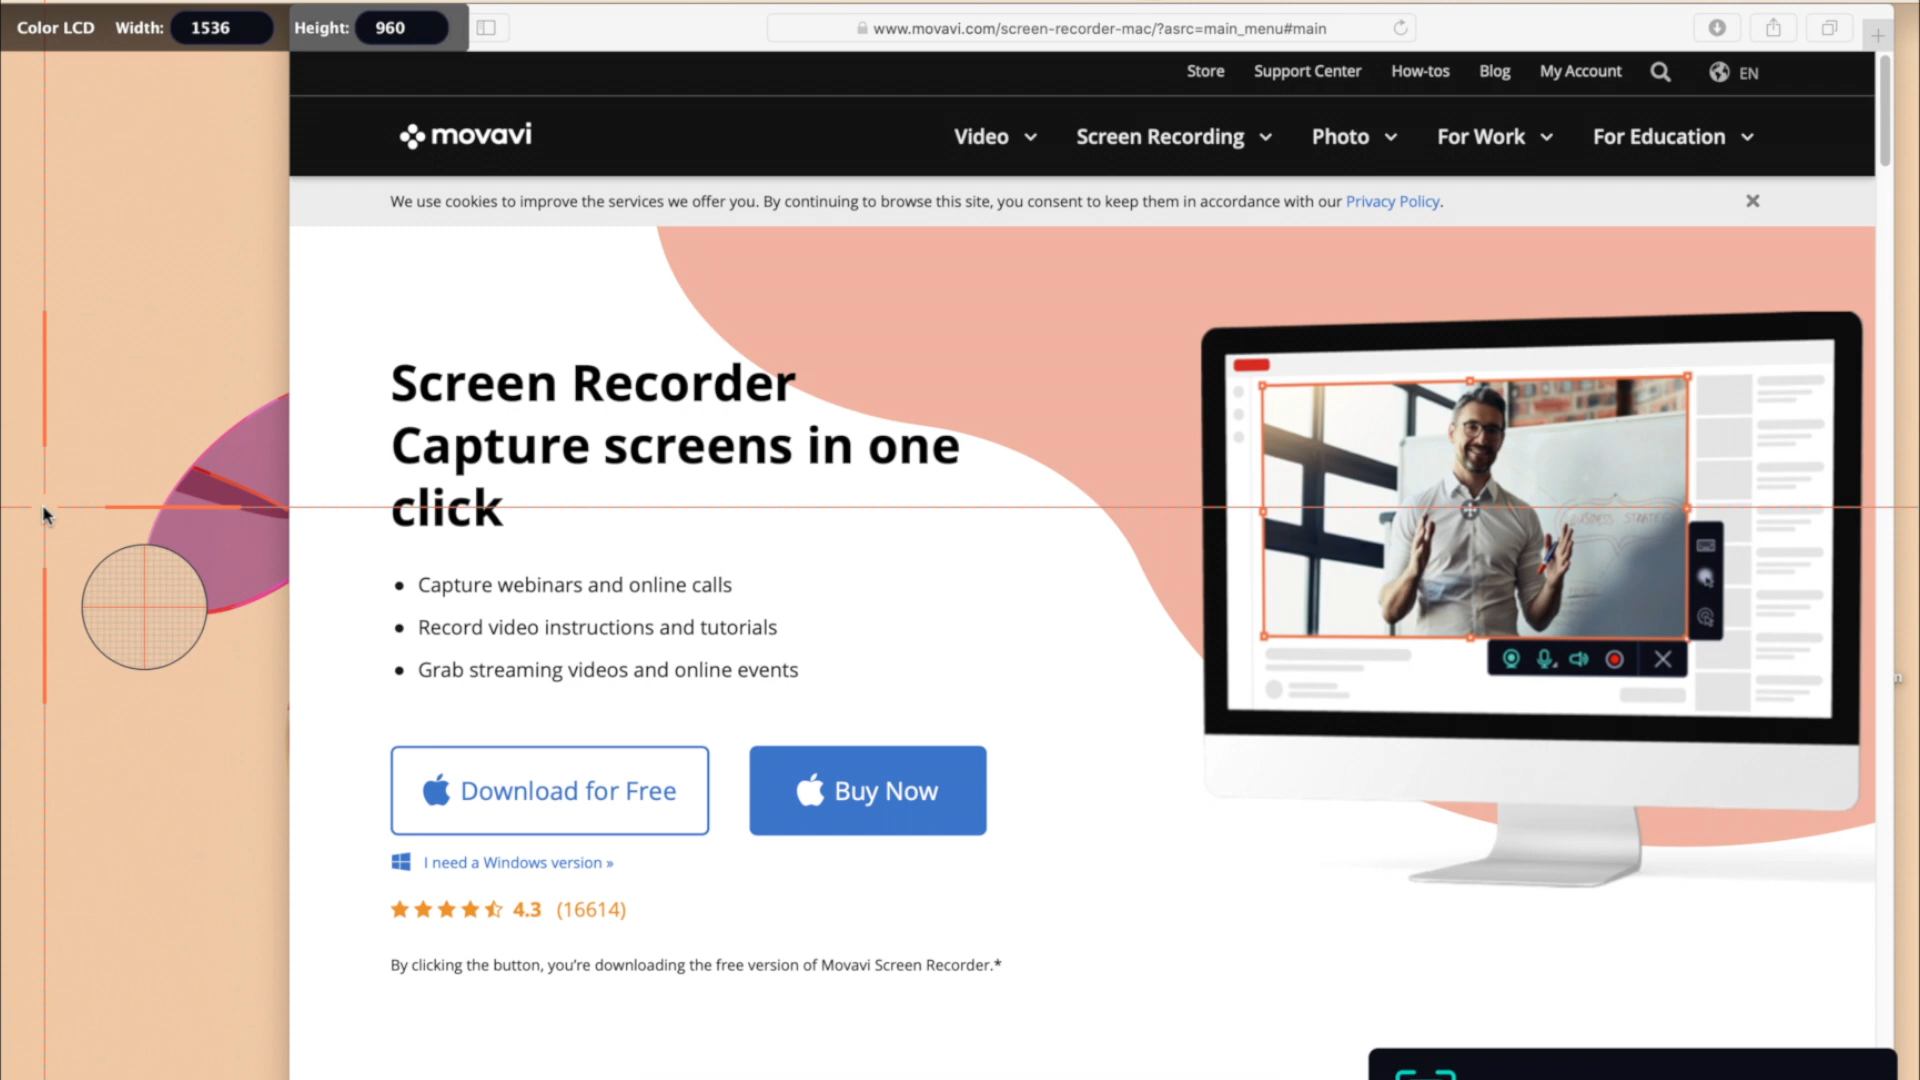 Color LCD Width: 1536 Height: 960
www.movavi.com/screen-recorder-mac/?asrc=main_menu#main
Store Support Center How-tos Blog My Account EN
movavi
Video Screen Recording Photo For Work For Education
We use cookies to improve the services we offer you. By continuing to browse this site, you consent to keep them in accordance with our Privacy Policy.
Screen Recorder
Capture screens in one
click
BUSINESS STRATEGY
Capture webinars and online calls
Record video instructions and tutorials
Grab streaming videos and online events
Download for Free
Buy Now
I need a Windows version »
4.3 (16614)
By clicking the button, you’re downloading the free version of Movavi Screen Recorder.*